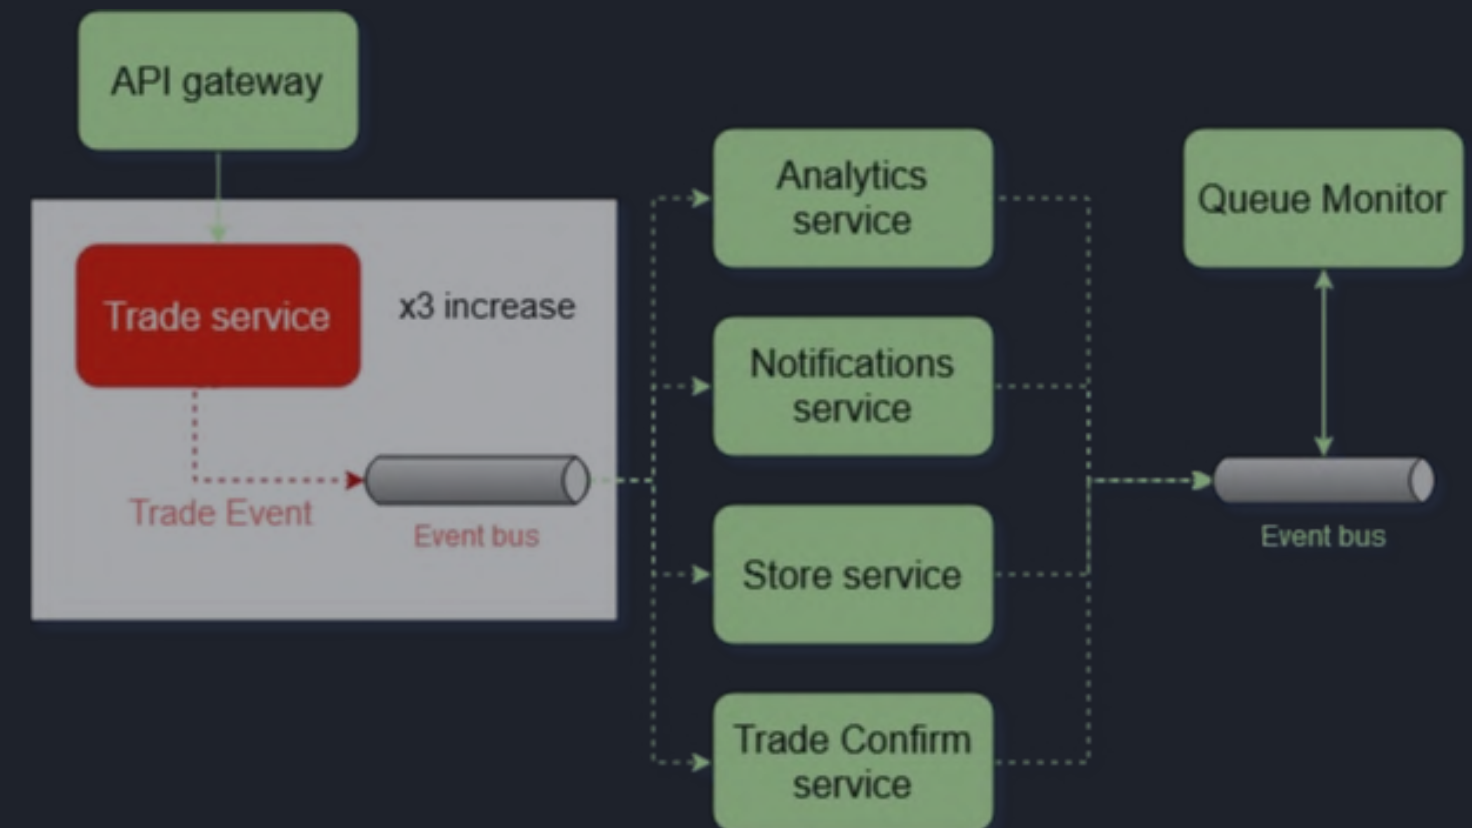 API gateway
Trade service
x3 increase
Trade Event
Event bus
Analytics
service
Notifications
service
Store service
Trade Confirm
service
Queue Monitor
Event bus